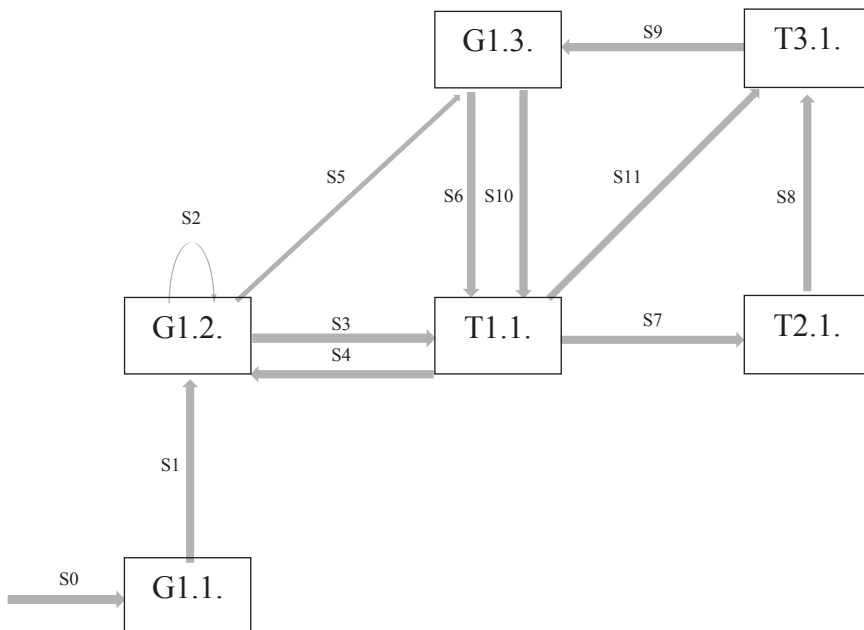 S9
G1.3.
T3.1.
S5
S6
S10
S11
S8
S2
S3
S7
G1.2.
T1.1.
T2.1.
S4
S1
S0
G1.1.